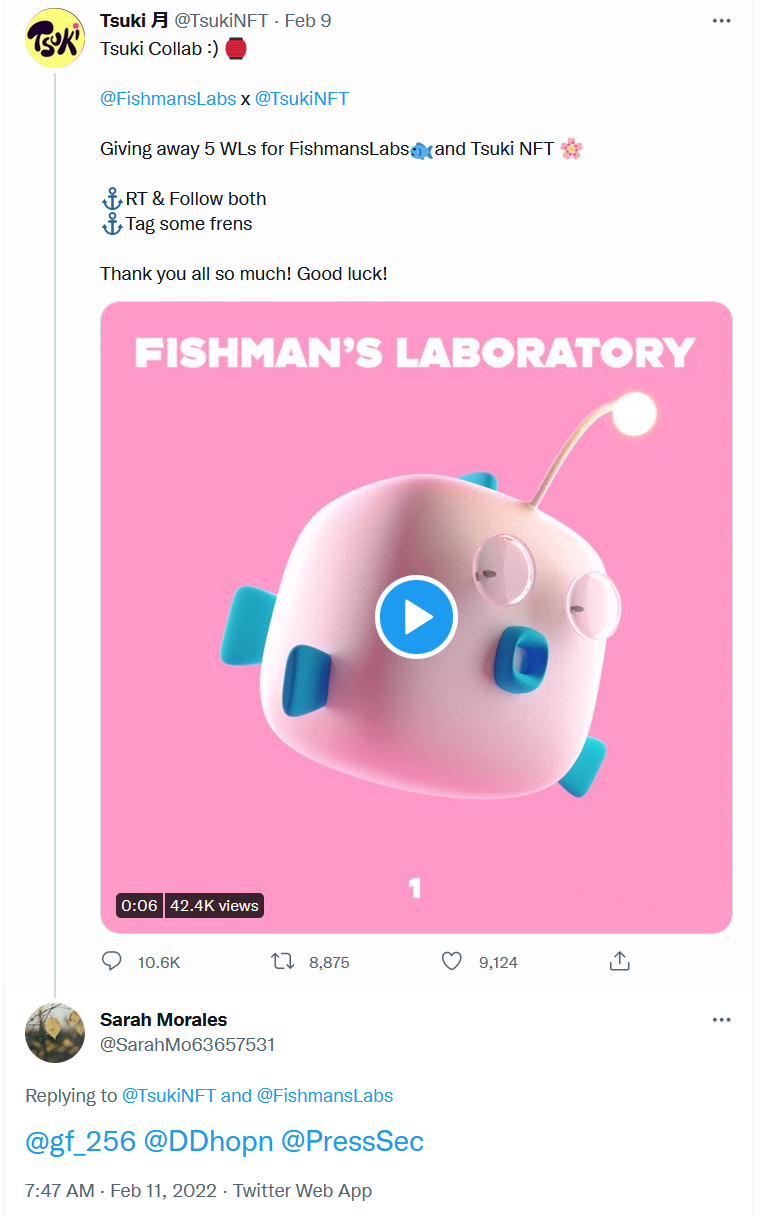 TSUKi
Tsuki 月 @TsukiNFT · Feb 9
Tsuki Collab :)
@FishmansLabs x @TsukiNFT
Giving away 5 WLs for FishmansLabs🐟and Tsuki NFT 🌸
⚓RT & Follow both
⚓Tag some frens
Thank you all so much! Good luck!
FISHMAN'S LABORATORY
1
0:06 42.4K views
10.6K 8,875 9,124
Sarah Morales
@SarahMo63657531
Replying to @TsukiNFT and @FishmansLabs
@gf_256 @DDhopn @PressSec
7:47 AM · Feb 11, 2022 · Twitter Web App